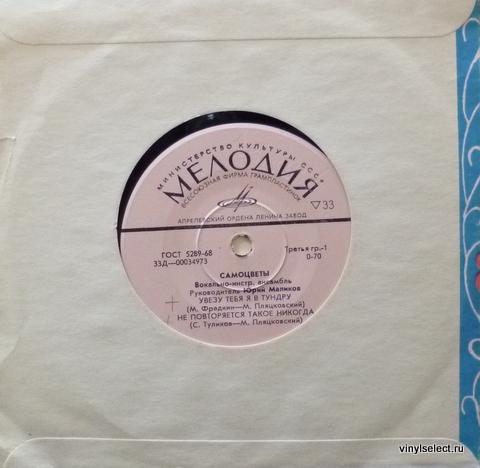 МИНИСТЕРСТВО КУЛЬТУРЫ СССР
МЕЛОДИЯ
ВСЕСОЮЗНАЯ ФИРМА ГРАМПЛАСТИНОК
▽33
АПРЕЛЕВСКИЙ ОРДЕНА ЛЕНИНА ЗАВОД
ГОСТ 5289-68
33Д—00034973
Третья гр.-1
0-70
САМОЦВЕТЫ
Вокально-инстр. ансамбль
Руководитель Юрий Маликов
УВЕЗУ ТЕБЯ Я В ТУНДРУ
(М. Фрадкин—М. Пляцковский)
НЕ ПОВТОРЯЕТСЯ ТАКОЕ НИКОГДА
(С. Туликов—М. Пляцковский)
www.vinylselect.ru